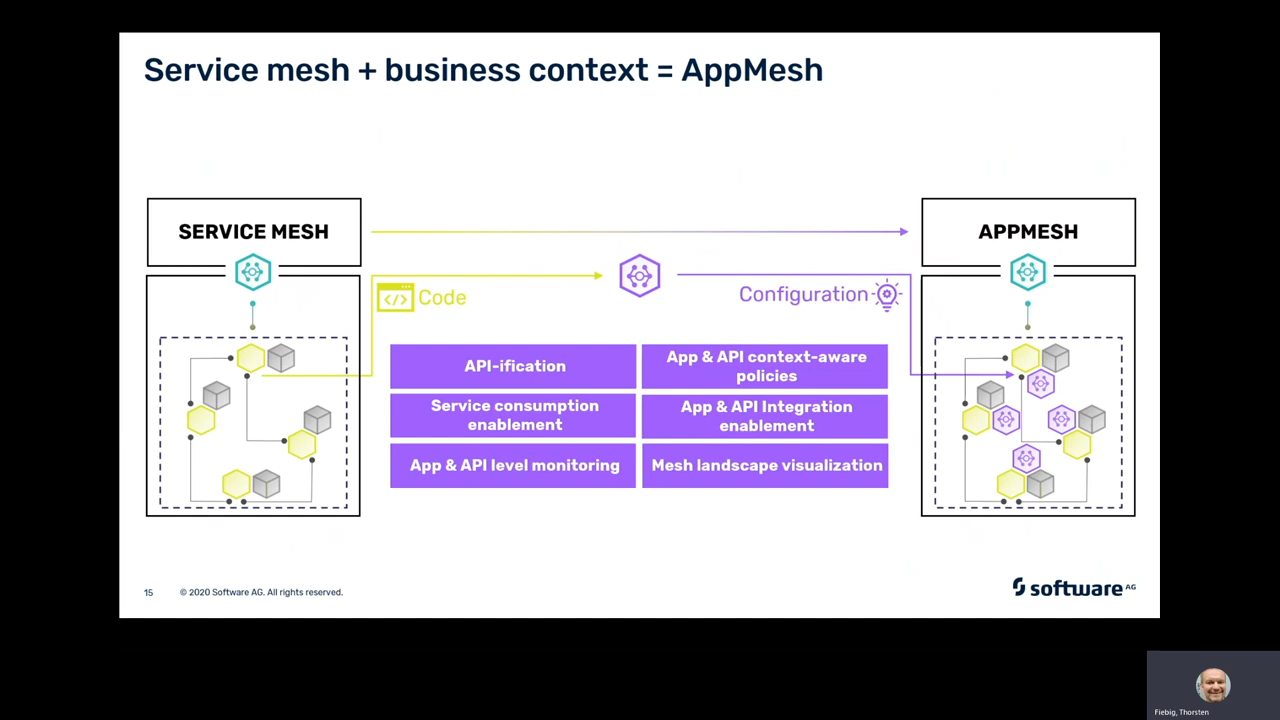 Service mesh + business context = AppMesh
SERVICE MESH
APPMESH
</> Code
Configuration
API-ification
App & API context-aware
policies
Service consumption
enablement
App & API Integration
enablement
App & API level monitoring
Mesh landscape visualization
15
© 2020 Software AG. All rights reserved.
software AG
Fiebig, Thorsten